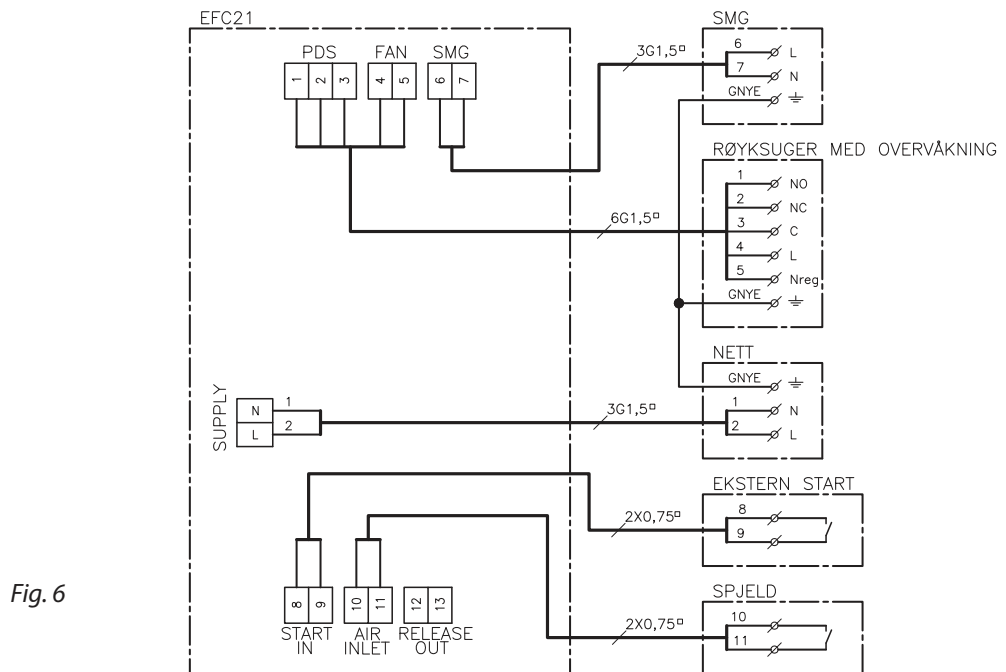 EFC21
PDS FAN SMG
1 2 3 4 5 6 7
SMG
3G1,5¤
6 L
7 N
GNYE
RØYKSUGER MED OVERVÅKNING
6G1,5¤
1 NO
2 NC
3 C
4 L
5 Nreg
GNYE
NETT
GNYE
SUPPLY
N 1
L 2
3G1,5¤
1 N
2 L
EKSTERN START
2X0,75¤
8
9
SPJELD
2X0,75¤
10
11
8 9 10 11 12 13
START IN
AIR INLET
RELEASE OUT
Fig. 6